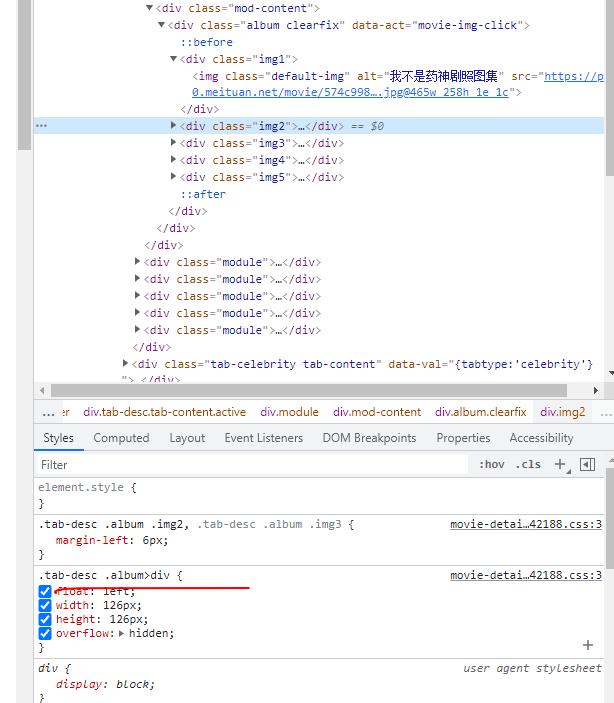 ▼<div class="mod-content">
▼<div class="album clearfix" data-act="movie-img-click">
::before
▼<div class="img1">
<img class="default-img" alt="我不是药神剧照图集" src="https://p
0.meituan.net/movie/574c998….jpg@465w_258h_1e_1c">
</div>
… ▶<div class="img2">…</div> == $0
▶<div class="img3">…</div>
▶<div class="img4">…</div>
▶<div class="img5">…</div>
::after
</div>
</div>
</div>
▶<div class="module">…</div>
▶<div class="module">…</div>
▶<div class="module">…</div>
▶<div class="module">…</div>
▶<div class="module">…</div>
</div>
▶<div class="tab-celebrity tab-content" data-val="{tabtype:'celebrity'}
">…</div>
… er div.tab-desc.tab-content.active div.module div.mod-content div.album.clearfix div.img2 …
Styles Computed Layout Event Listeners DOM Breakpoints Properties Accessibility
Filter :hov .cls +
element.style {
}
.tab-desc .album .img2, .tab-desc .album .img3 { movie-detai…42188.css:3
margin-left: 6px;
}
.tab-desc .album>div { movie-detai…42188.css:3
float: left;
width: 126px;
height: 126px;
overflow:▶ hidden;
} +
div { user agent stylesheet
display: block;
}